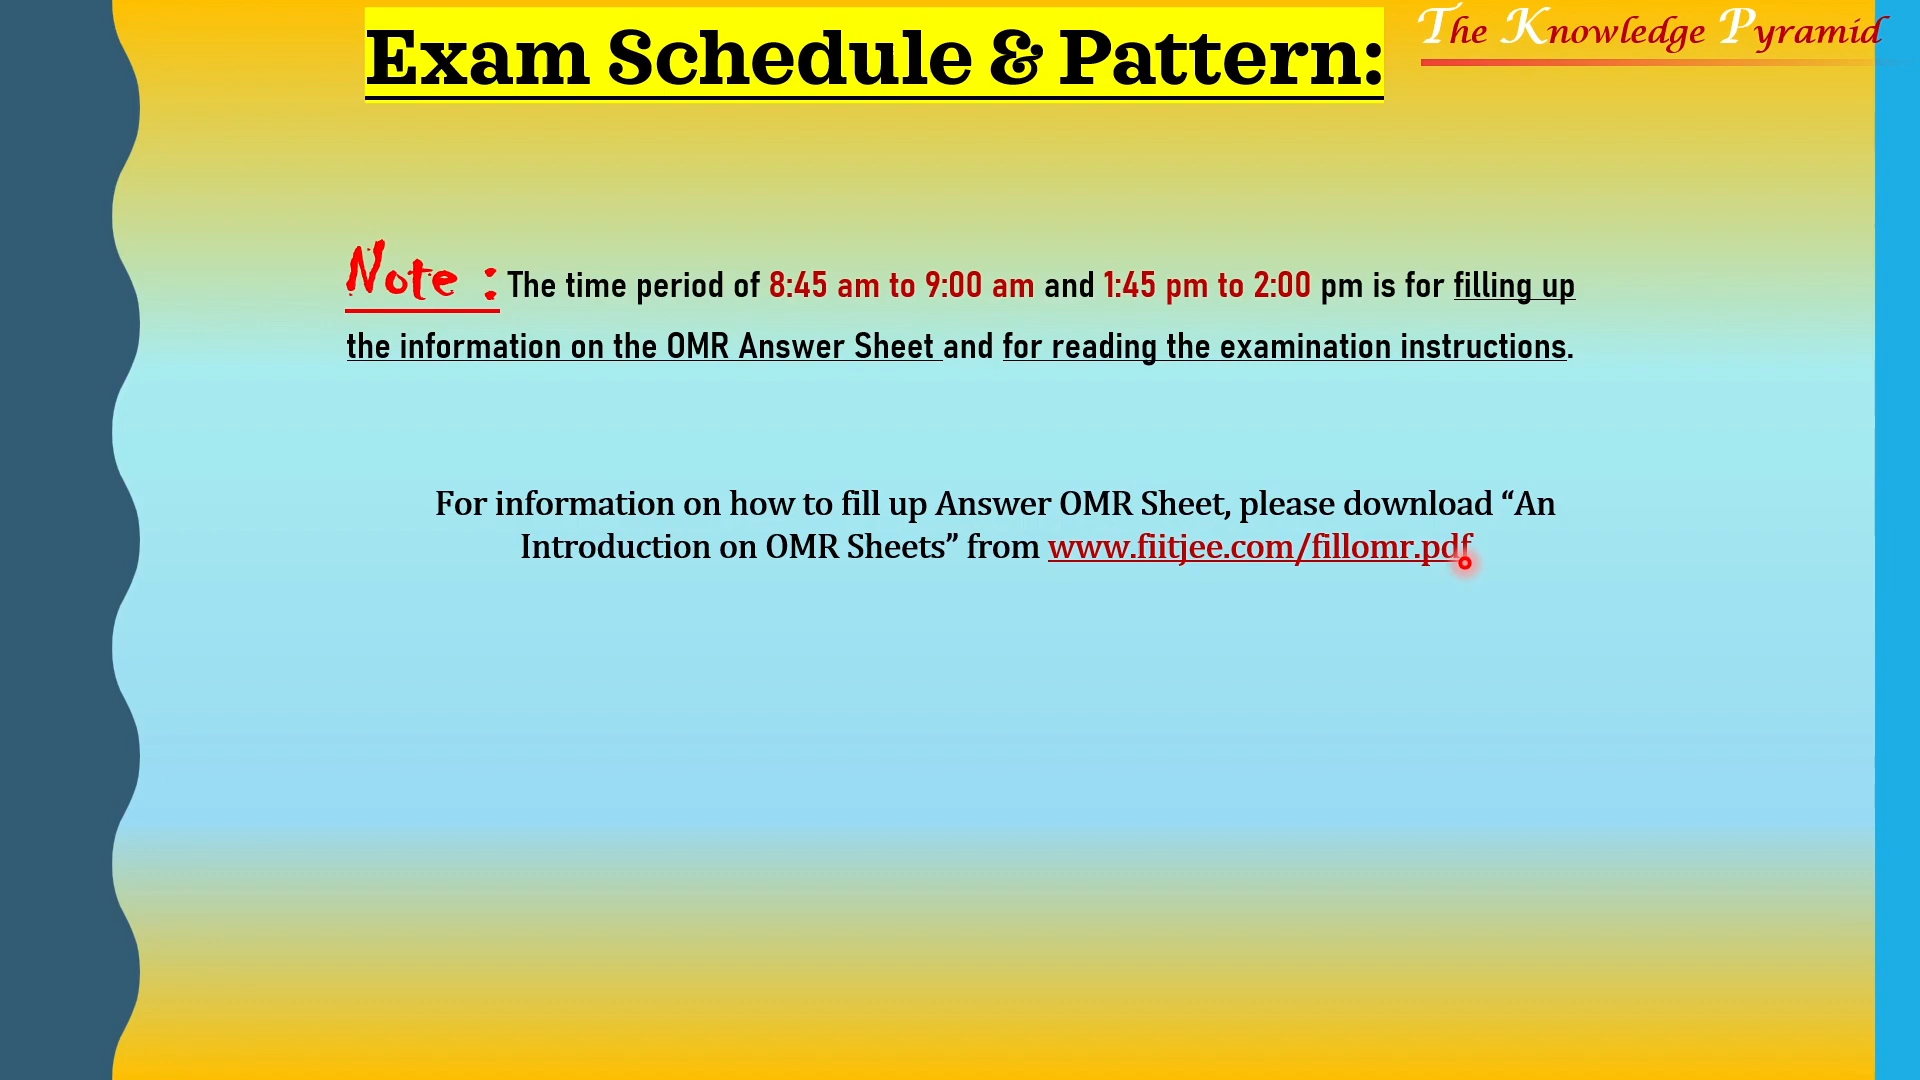 Exam Schedule & Pattern:
The Knowledge Pyramid
Note : The time period of 8:45 am to 9:00 am and 1:45 pm to 2:00 pm is for filling up
the information on the OMR Answer Sheet and for reading the examination instructions.
For information on how to fill up Answer OMR Sheet, please download “An
Introduction on OMR Sheets” from www.fiitjee.com/fillomr.pdf